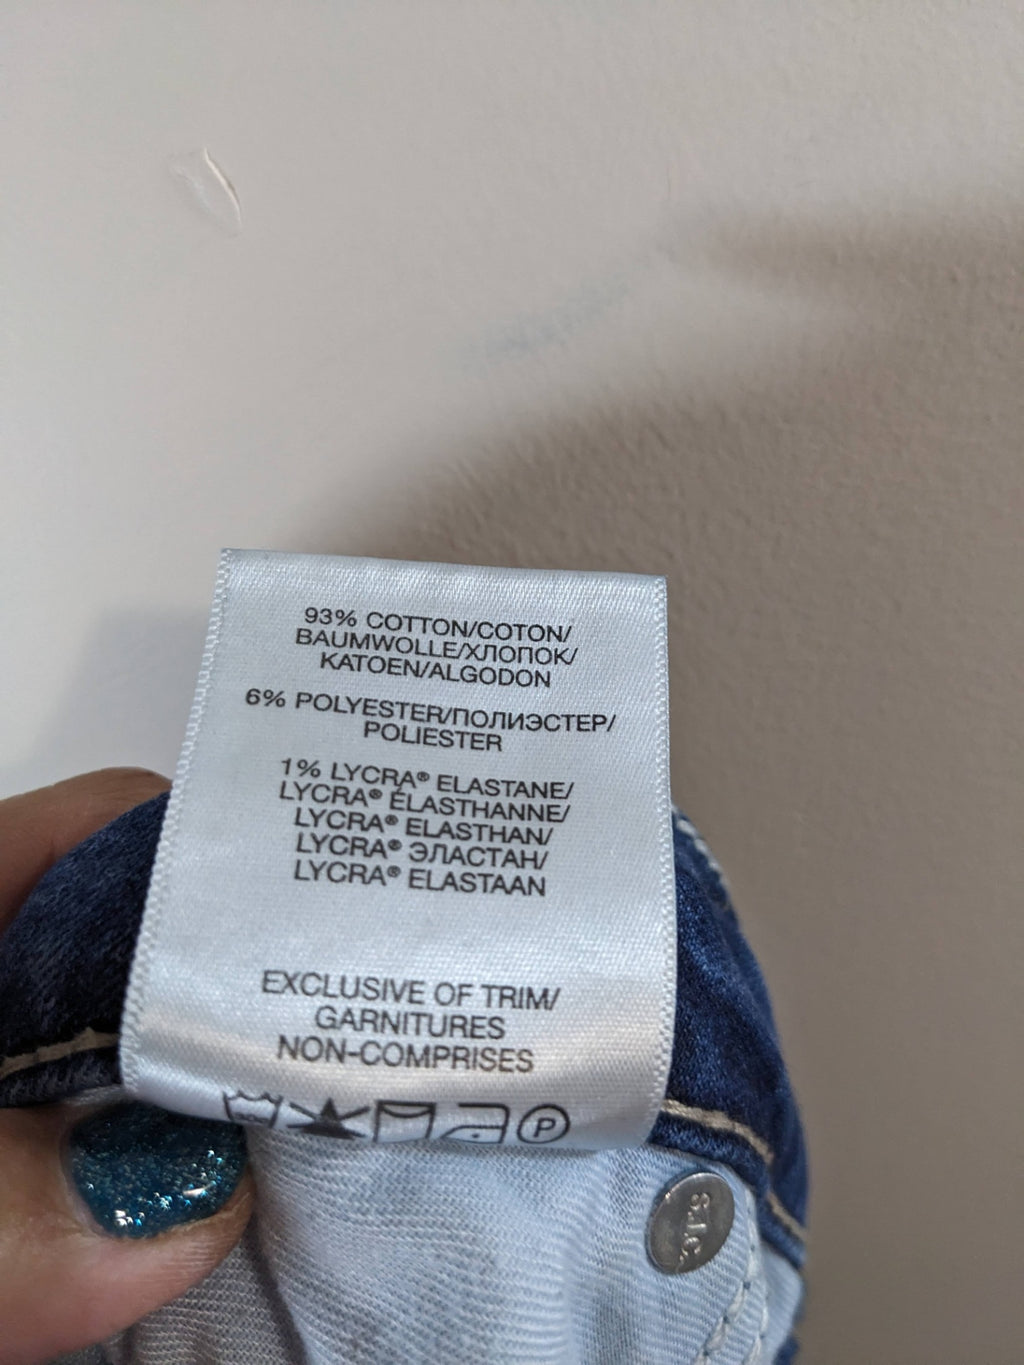 93% COTTON/COTON/
BAUMWOLLE/ХЛОПОК/
KATOEN/ALGODON
6% POLYESTER/ПОЛИЭСТЕР/
POLIESTER
1% LYCRA® ELASTANE/
LYCRA® ÉLASTHANNE/
LYCRA® ELASTHAN/
LYCRA® ЭЛАСТАН/
LYCRA® ELASTAAN
EXCLUSIVE OF TRIM/
GARNITURES
NON-COMPRISES
P